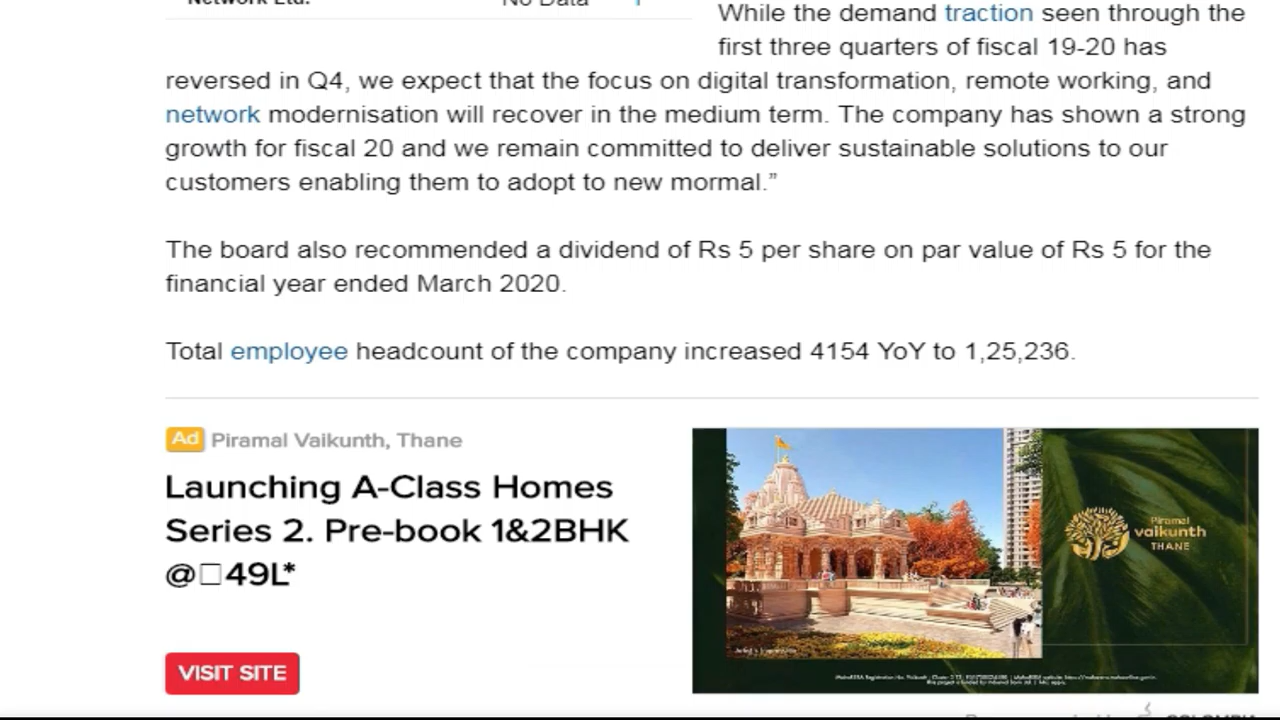 Network Ltd.
No Data
While the demand traction seen through the
first three quarters of fiscal 19-20 has
reversed in Q4, we expect that the focus on digital transformation, remote working, and
network modernisation will recover in the medium term. The company has shown a strong
growth for fiscal 20 and we remain committed to deliver sustainable solutions to our
customers enabling them to adopt to new mormal.”
The board also recommended a dividend of Rs 5 per share on par value of Rs 5 for the
financial year ended March 2020.
Total employee headcount of the company increased 4154 YoY to 1,25,236.
Ad Piramal Vaikunth, Thane
Launching A-Class Homes
Series 2. Pre-book 1&2BHK
@□49L*
VISIT SITE
Piramal
vaikunth
THANE